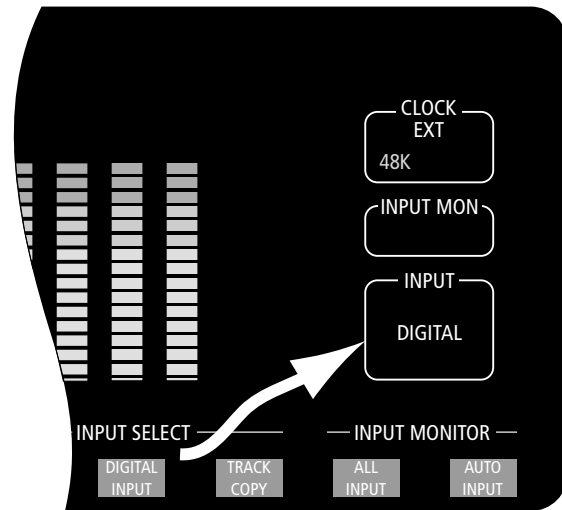 CLOCK
EXT
48K
INPUT MON
INPUT
DIGITAL
INPUT SELECT
INPUT MONITOR
DIGITAL
INPUT
TRACK
COPY
ALL
INPUT
AUTO
INPUT